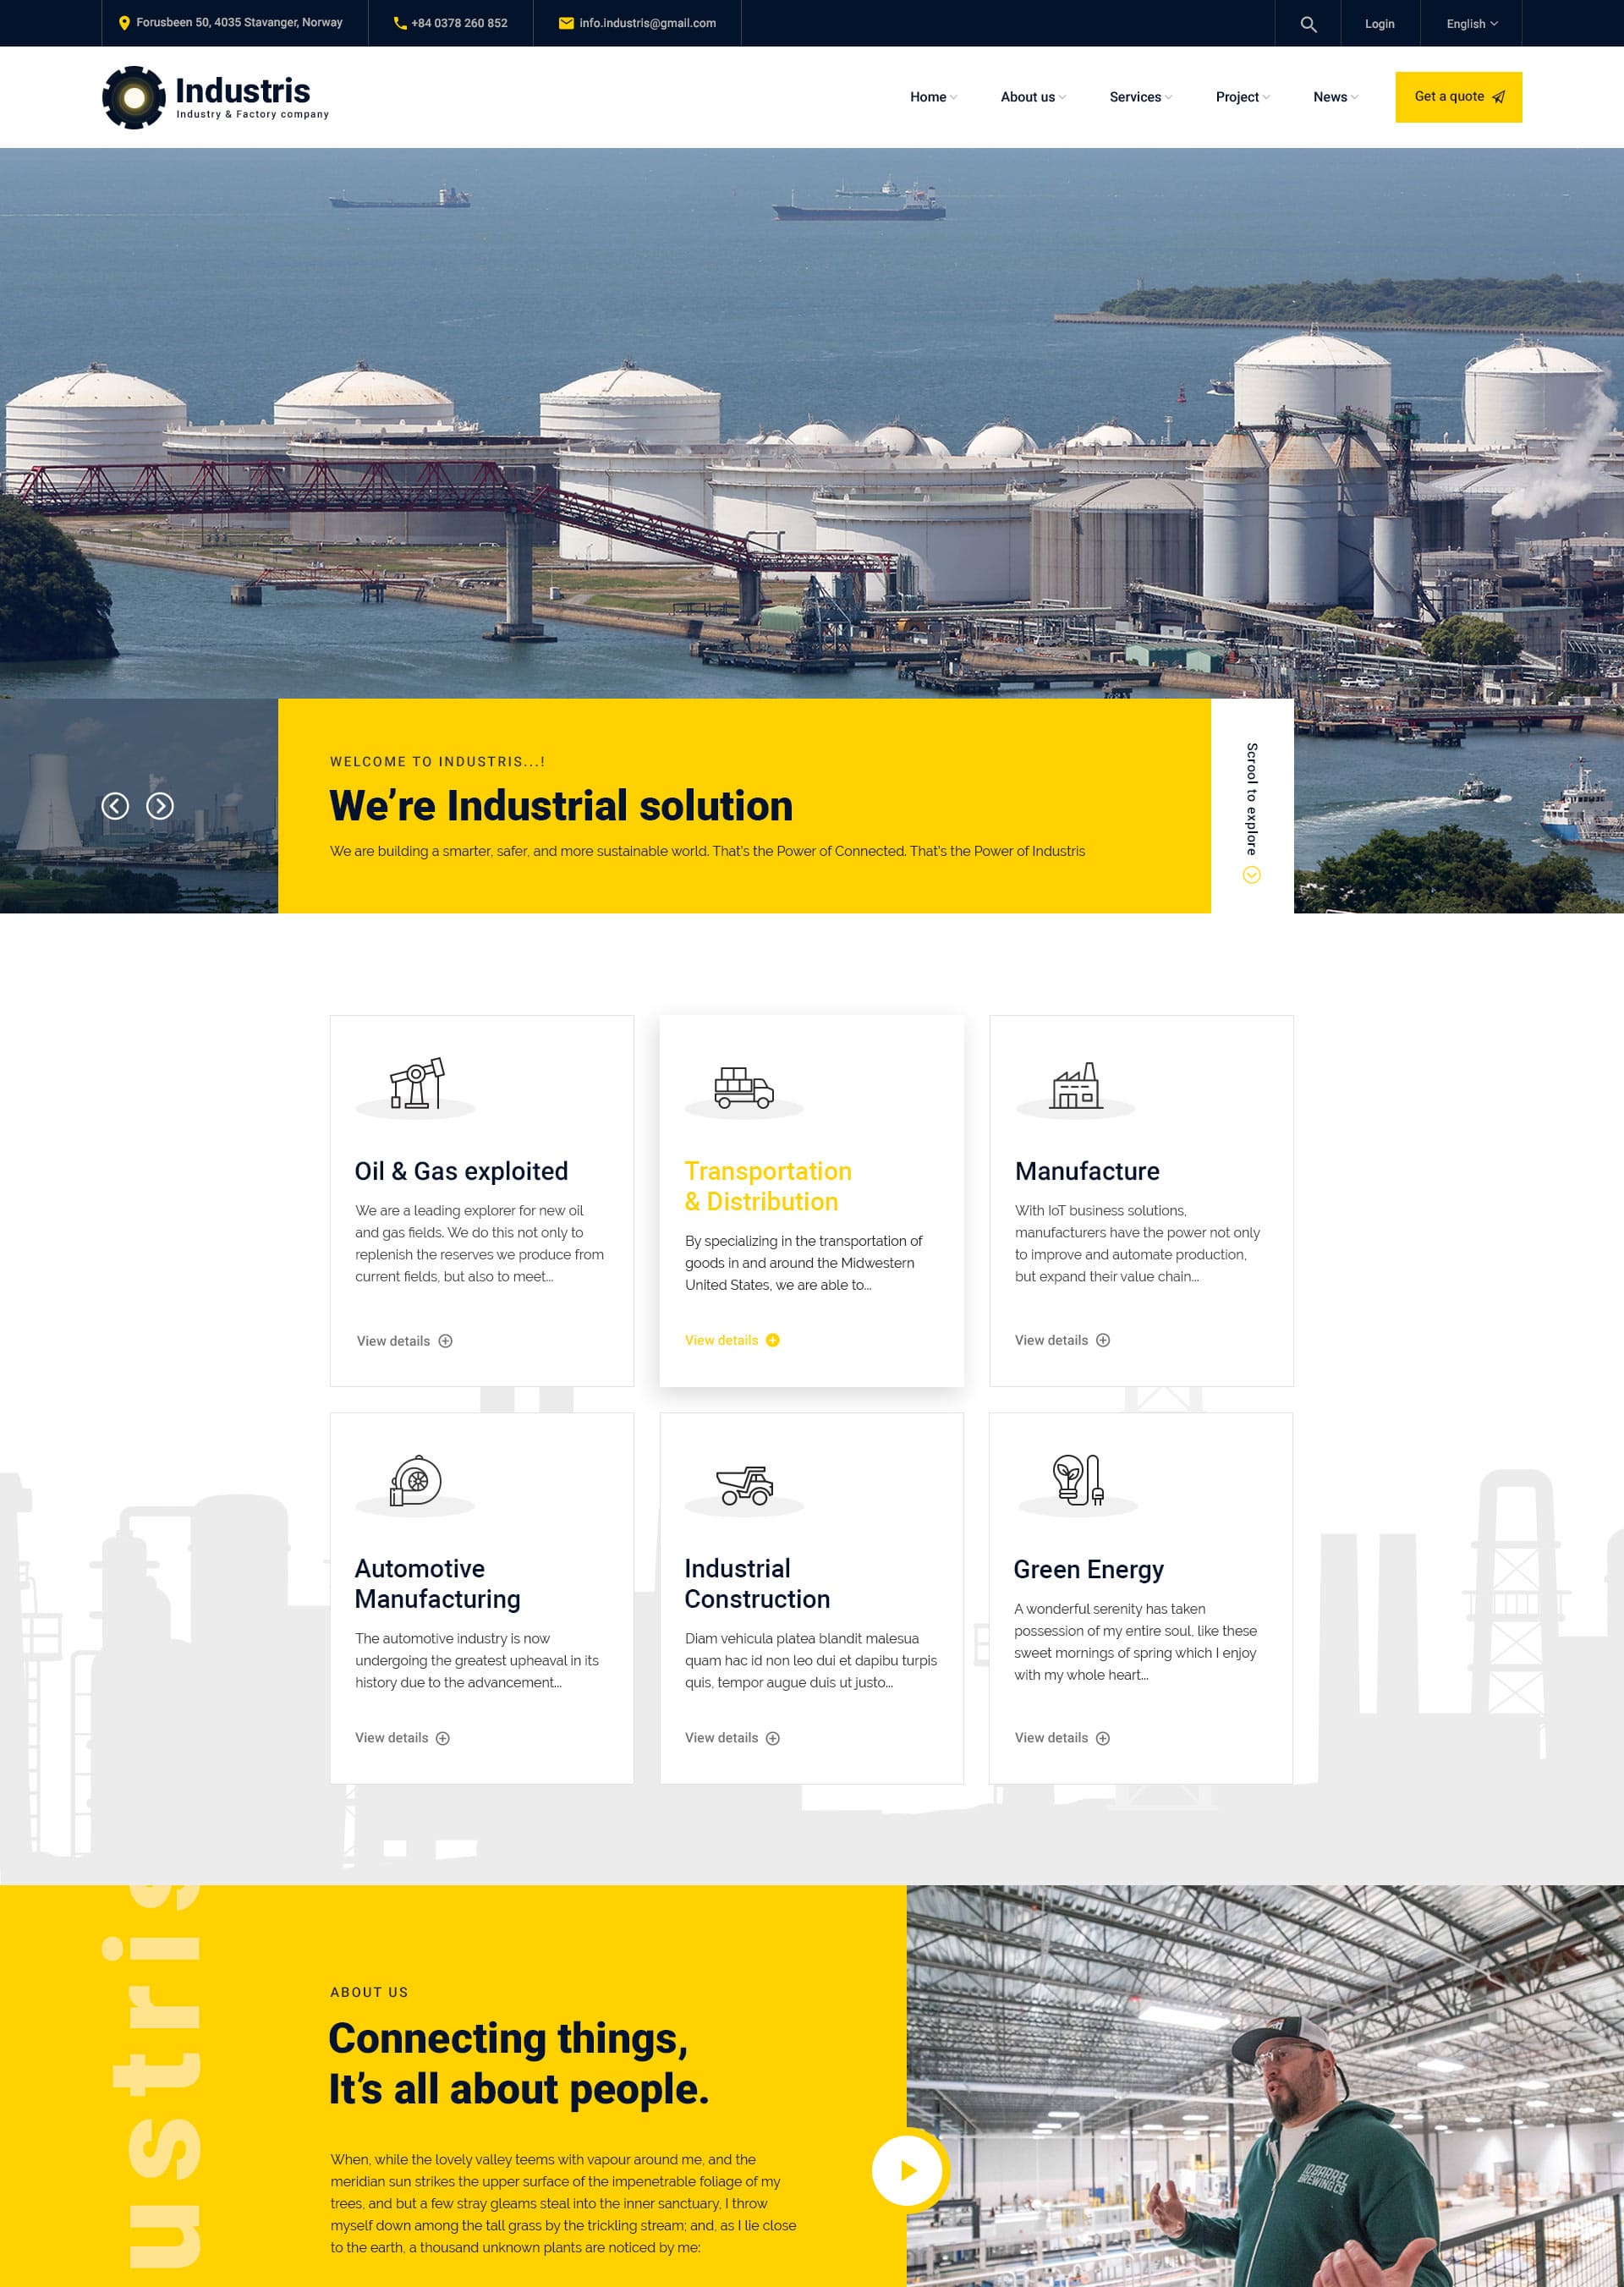 Forusbeen 50, 4035 Stavanger, Norway
+84 0378 260 852
info.industris@gmail.com
Login
English
Industris
Industry & Factory company
Home
About us
Services
Project
News
Get a quote
WELCOME TO INDUSTRIS...!
We're Industrial solution
We are building a smarter, safer, and more sustainable world. That's the Power of Connected. That's the Power of Industris
Scrool to explore
Oil & Gas exploited
We are a leading explorer for new oil
and gas fields. We do this not only to
replenish the reserves we produce from
current fields, but also to meet...
View details
Transportation
& Distribution
By specializing in the transportation of
goods in and around the Midwestern
United States, we are able to...
View details
Manufacture
With IoT business solutions,
manufacturers have the power not only
to improve and automate production,
but expand their value chain...
View details
Automotive
Manufacturing
The automotive industry is now
undergoing the greatest upheaval in its
history due to the advancement...
View details
Industrial
Construction
Diam vehicula platea blandit malesua
quam hac id non leo dui et dapibu turpis
quis, tempor augue duis ut justo...
View details
Green Energy
A wonderful serenity has taken
possession of my entire soul, like these
sweet mornings of spring which I enjoy
with my whole heart...
View details
ustris
ABOUT US
Connecting things,
It's all about people.
When, while the lovely valley teems with vapour around me, and the
meridian sun strikes the upper surface of the impenetrable foliage of my
trees, and but a few stray gleams steal into the inner sanctuary, I throw
myself down among the tall grass by the trickling stream; and, as I lie close
to the earth, a thousand unknown plants are noticed by me:
10 BARREL
BREWING CO